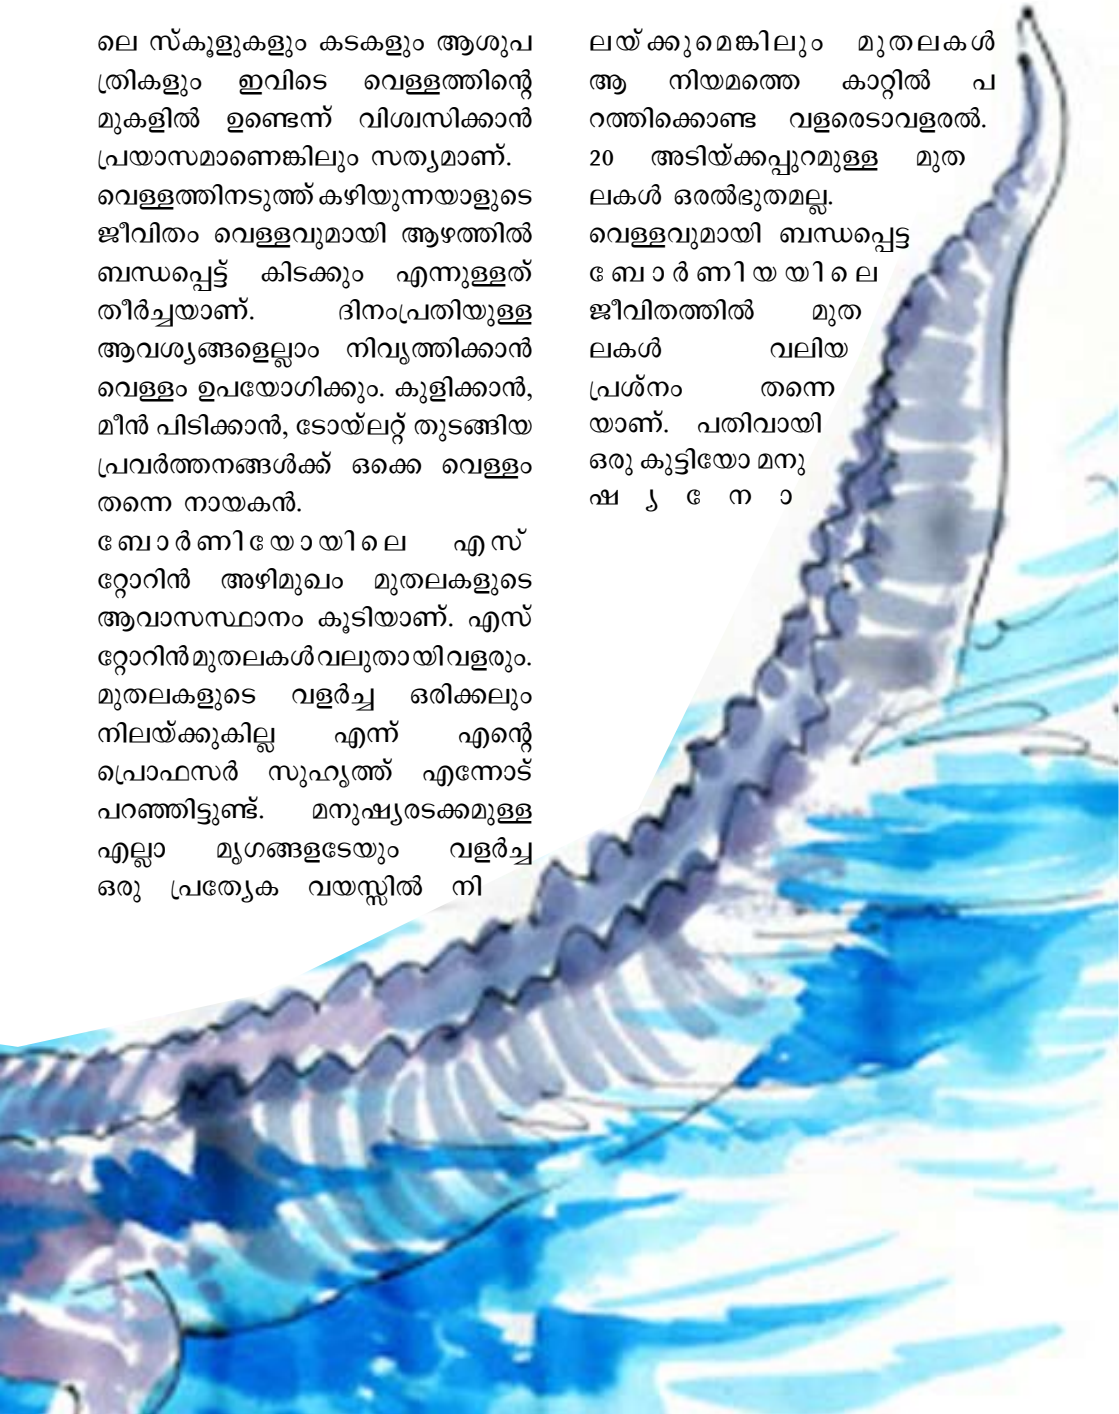 ലെ സ്കൂളുകളും കടകളും ആശുപ
ത്രികളും ഇവിടെ വെള്ളത്തിന്റെ
മുകളിൽ ഉണ്ടെന്ന് വിശ്വസിക്കാൻ
പ്രയാസമാണെങ്കിലും സത്യമാണ്.
വെള്ളത്തിനടുത്ത് കഴിയുന്നയാളുടെ
ജീവിതം വെള്ളവുമായി ആഴത്തിൽ
ബന്ധപ്പെട്ട് കിടക്കും എന്നുള്ളത്
തീർച്ചയാണ്. ദിനംപ്രതിയുള്ള
ആവശ്യങ്ങളെല്ലാം നിവൃത്തിക്കാൻ
വെള്ളം ഉപയോഗിക്കും. കുളിക്കാൻ,
മീൻ പിടിക്കാൻ, ടോയ്ലറ്റ് തുടങ്ങിയ
പ്രവർത്തനങ്ങൾക്ക് ഒക്കെ വെള്ളം
തന്നെ നായകൻ.
ബോർണിയോയിലെ എസ്
റ്റോറിൻ അഴിമുഖം മുതലകളുടെ
ആവാസസ്ഥാനം കൂടിയാണ്. എസ്
റ്റോറിൻമുതലകൾവലുതായിവളരും.
മുതലകളുടെ വളർച്ച ഒരിക്കലും
നിലയ്ക്കുകില്ല എന്ന് എന്റെ
പ്രൊഫസർ സുഹൃത്ത് എന്നോട്
പറഞ്ഞിട്ടുണ്ട്. മനുഷ്യരടക്കമുള്ള
എല്ലാ മൃഗങ്ങളടേയും വളർച്ച
ഒരു പ്രത്യേക വയസ്സിൽ നി
ലയ്ക്കുമെങ്കിലും മുതലകൾ
ആ നിയമത്തെ കാറ്റിൽ പ
റത്തിക്കൊണ്ട വളരെടാവളരൽ.
20 അടിയ്ക്കപ്പുറമുള്ള മുത
ലകൾ ഒരൽഭുതമല്ല.
വെള്ളവുമായി ബന്ധപ്പെട്ട
ബോർണിയയിലെ
ജീവിതത്തിൽ മുത
ലകൾ വലിയ
പ്രശ്നം തന്നെ
യാണ്. പതിവായി
ഒരു കുട്ടിയോ മനു
ഷ്യനോ